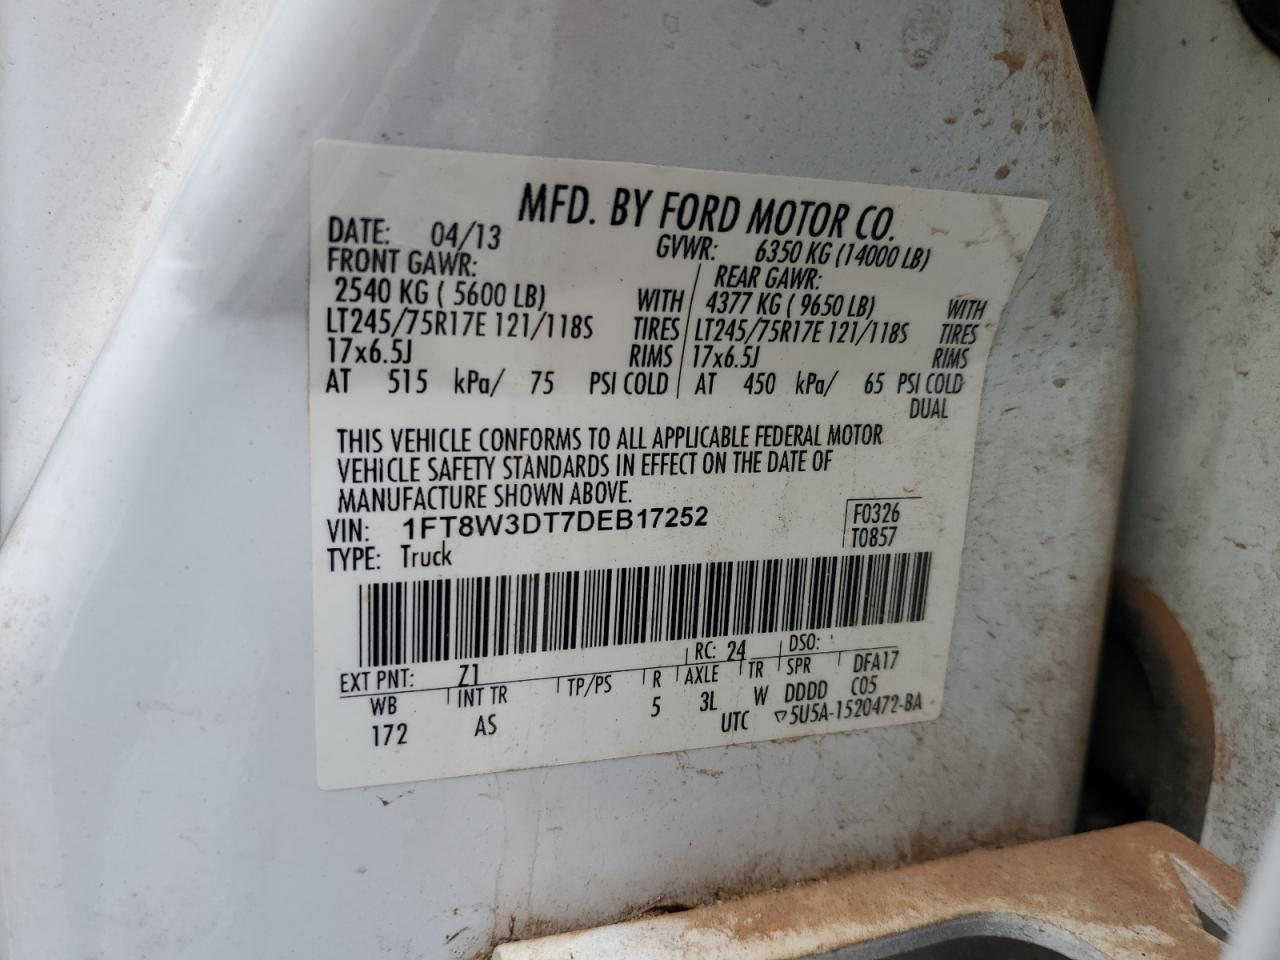 MFD. BY FORD MOTOR CO.
DATE: 04/13 GVWR: 6350 KG (14000 LB)
FRONT GAWR: REAR GAWR:
2540 KG ( 5600 LB) WITH 4377 KG ( 9650 LB) WITH
LT245/75R17E 121/118S TIRES LT245/75R17E 121/118S TIRES
17x6.5J RIMS 17x6.5J RIMS
AT 515 kPa/ 75 PSI COLD AT 450 kPa/ 65 PSI COLD
DUAL
THIS VEHICLE CONFORMS TO ALL APPLICABLE FEDERAL MOTOR
VEHICLE SAFETY STANDARDS IN EFFECT ON THE DATE OF
MANUFACTURE SHOWN ABOVE.
VIN: 1FT8W3DT7DEB17252 F0326
TYPE: Truck T0857
RC: 24 DSO:
EXT PNT: Z1 DFA17
WB INT TR TP/PS R AXLE TR SPR C05
172 AS 5 3L W DDDD
UTC ▽5U5A-1520472-BA